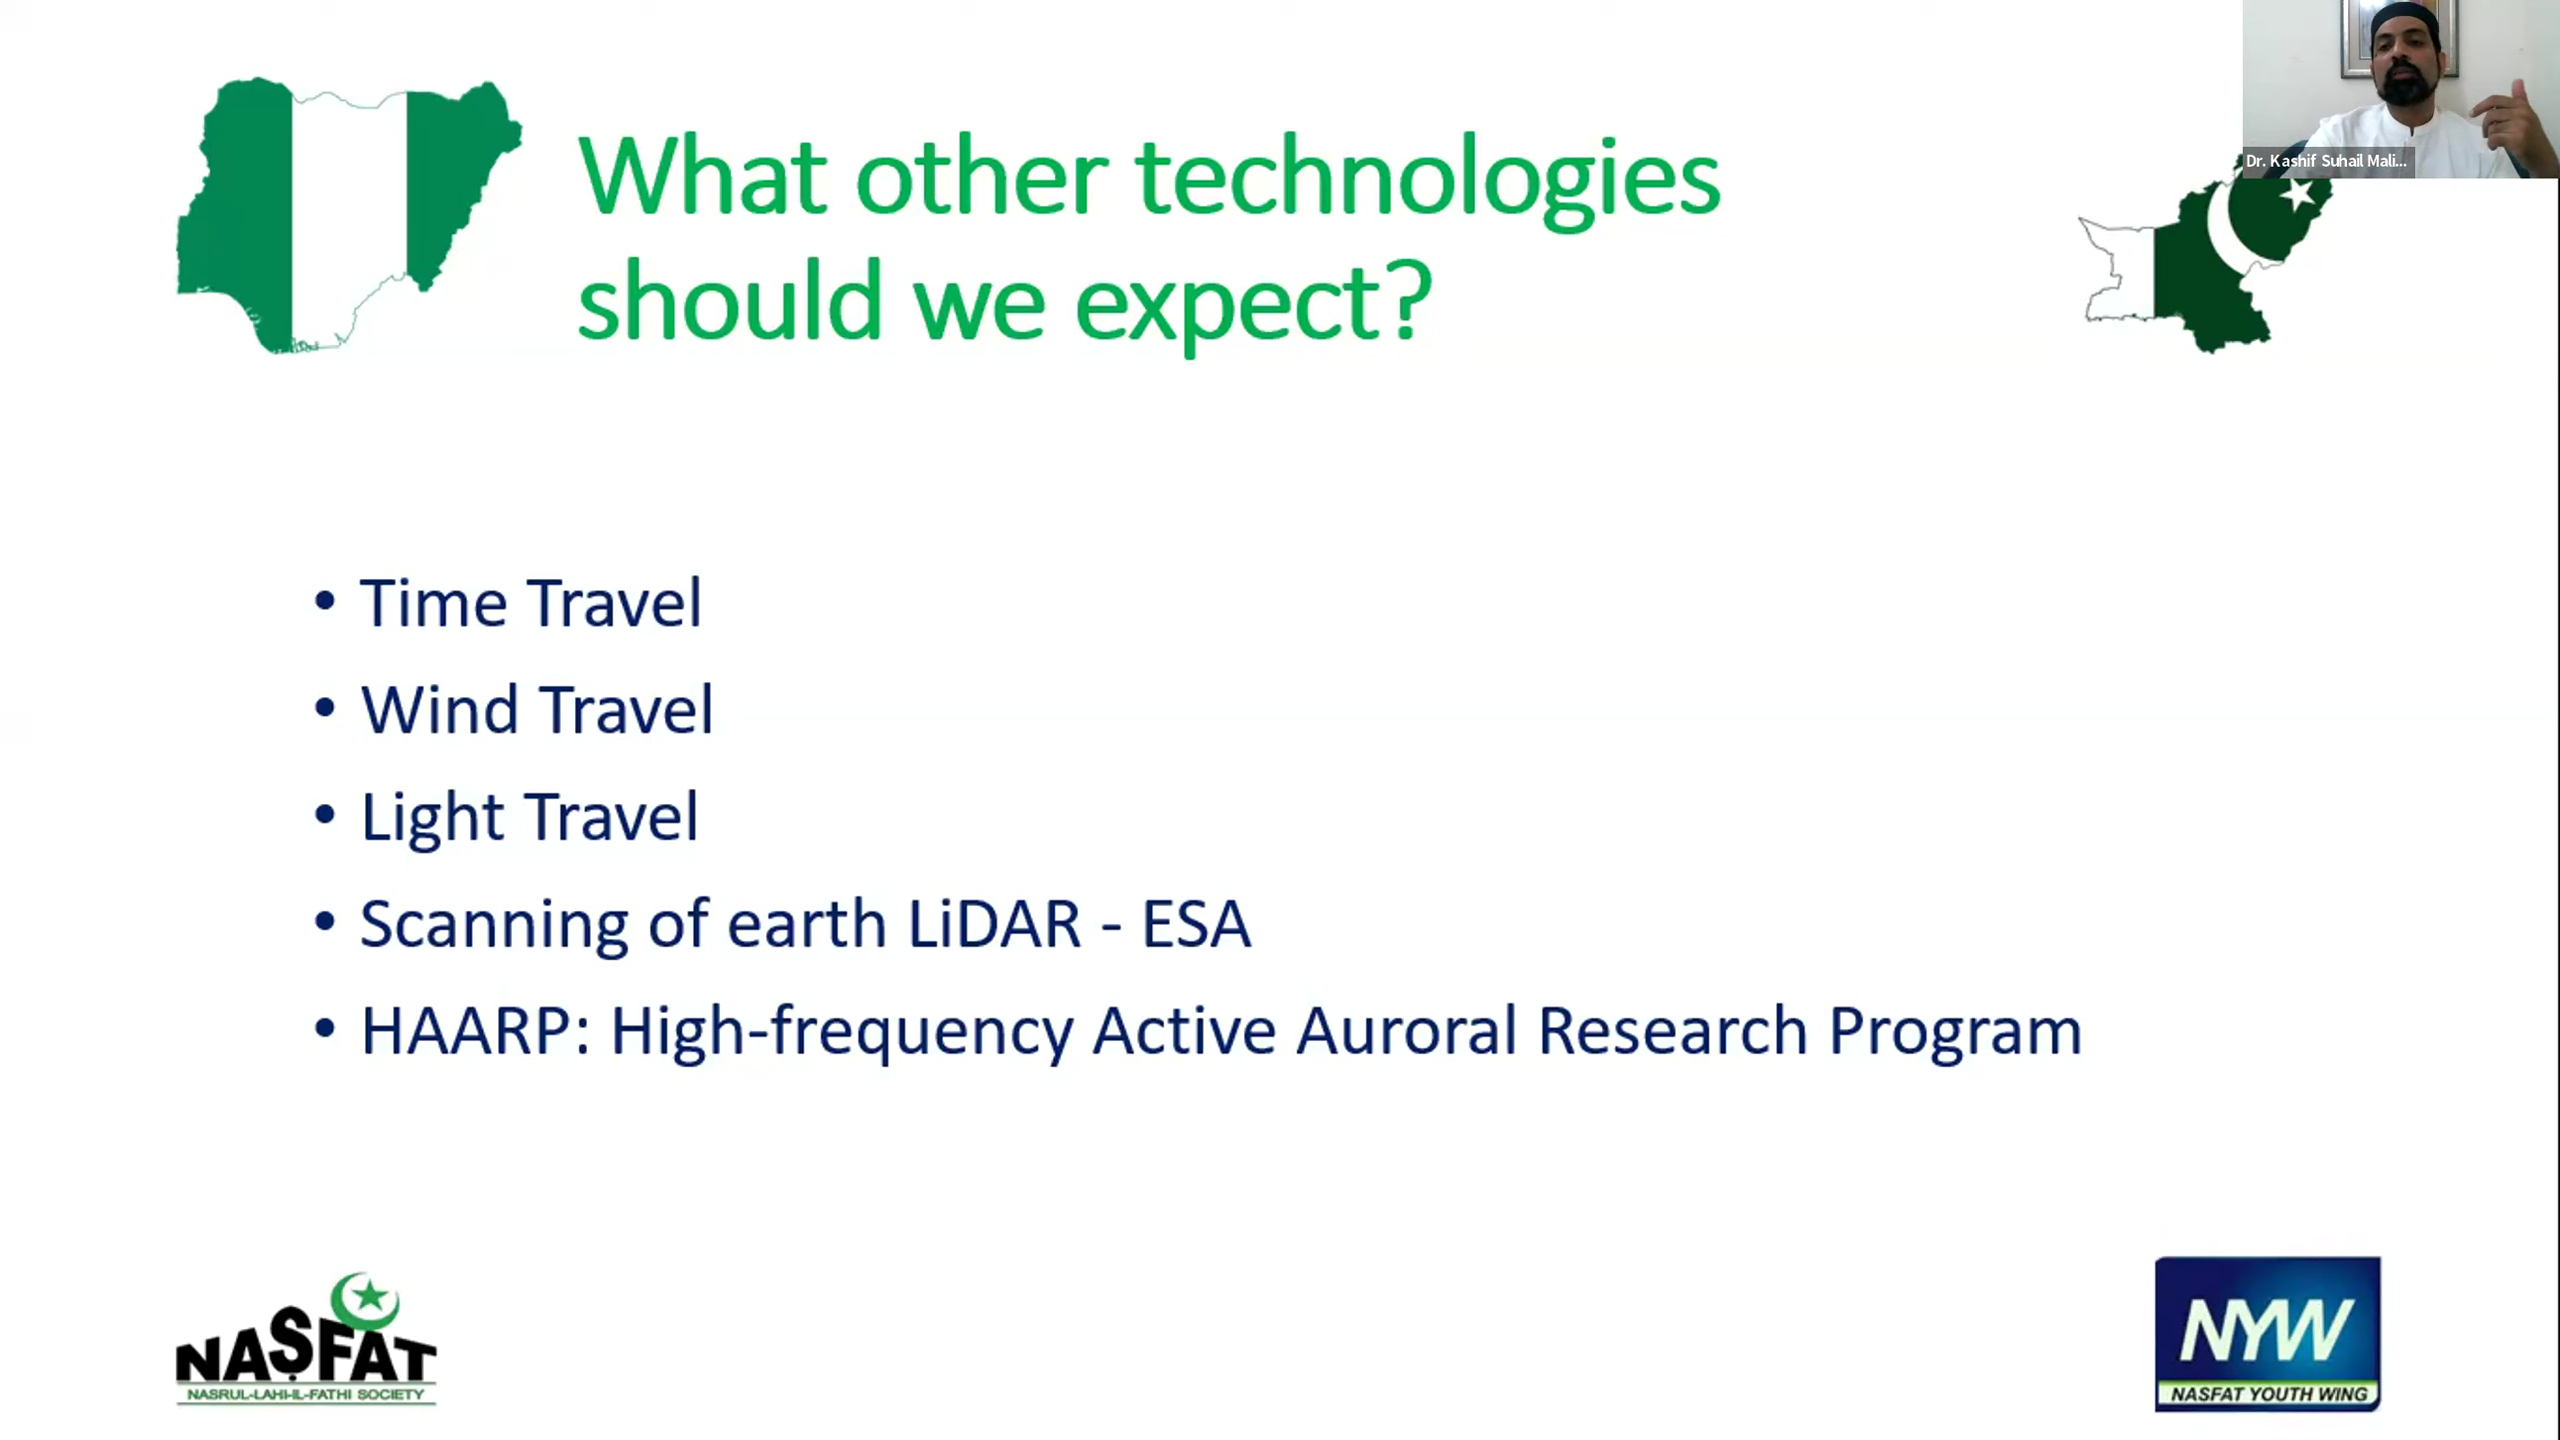 What other technologies
should we expect?
Dr. Kashif Suhail Mali...
• Time Travel
• Wind Travel
• Light Travel
• Scanning of earth LiDAR - ESA
• HAARP: High-frequency Active Auroral Research Program
NASFAT
NASRUL-LAHI-IL-FATHI SOCIETY
NYW
NASFAT YOUTH WING